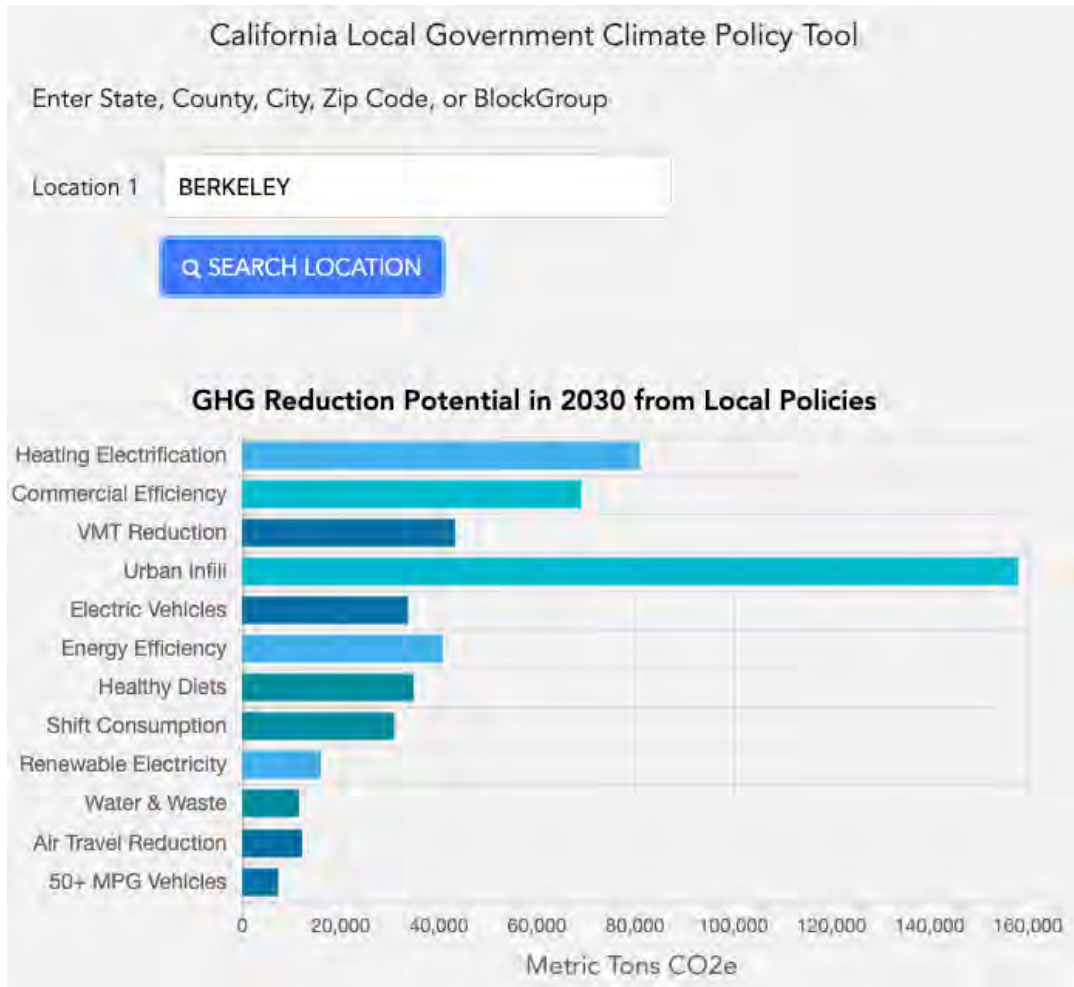 California Local Government Climate Policy Tool
Enter State, County, City, Zip Code, or BlockGroup
Location 1
BERKELEY
SEARCH LOCATION
GHG Reduction Potential in 2030 from Local Policies
Heating Electrification
Commercial Efficiency
VMT Reduction
Urban Infill
Electric Vehicles
Energy Efficiency
Healthy Diets
Shift Consumption
Renewable Electricity
Water & Waste
Air Travel Reduction
50+ MPG Vehicles
0 20,000 40,000 60,000 80,000 100,000 120,000 140,000 160,000
Metric Tons CO2e